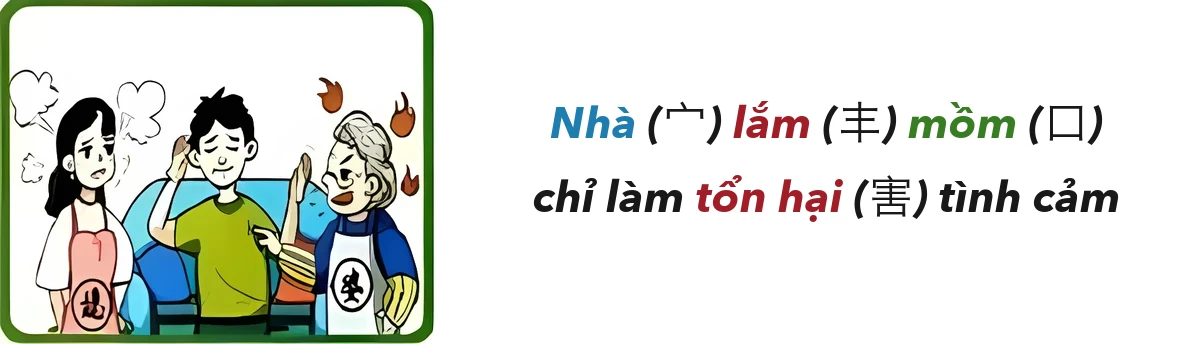 Nhà (宀) lắm (丰) mồm (口)
chỉ làm tổn hại (害) tình cảm